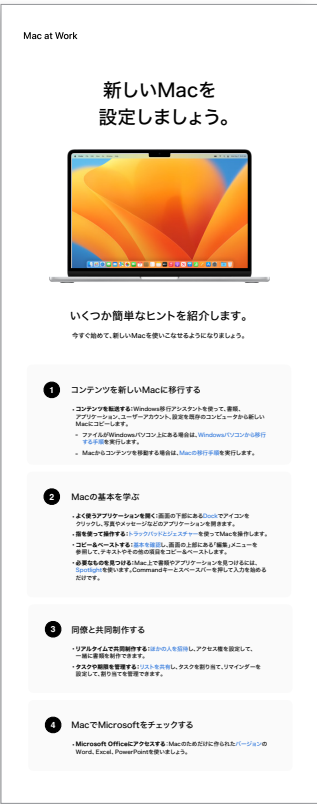 Mac at Work
新しいMacを
設定しましょう。
いくつか簡単なヒントを紹介します。
今すぐ始めて、新しいMacを使いこなせるようになりましょう。
1 コンテンツを新しいMacに移行する
• コンテンツを転送する：Windows移行アシスタントを使って、書類、
アプリケーション、ユーザーアカウント、設定を既存のコンピュータから新しい
Macにコピーします。
- ファイルがWindowsパソコン上にある場合は、Windowsパソコンから移行
する手順を実行します。
- Macからコンテンツを移動する場合は、Macの移行手順を実行します。
2 Macの基本を学ぶ
• よく使うアプリケーションを開く：画面の下部にあるDockでアイコンを
クリックし、写真やメッセージなどのアプリケーションを開きます。
• 指を使って操作する：トラックパッドとジェスチャーを使ってMacを操作します。
• コピー＆ペーストする：基本を確認し、画面の上部にある「編集」メニューを
参照して、テキストやその他の項目をコピー＆ペーストします。
• 必要なものを見つける：Mac上で書類やアプリケーションを見つけるには、
Spotlightを使います。Commandキーとスペースバーを押して入力を始める
だけです。
3 同僚と共同制作する
• リアルタイムで共同制作する：ほかの人を招待し、アクセス権を設定して、
一緒に書類を制作できます。
• タスクや期限を管理する：リストを共有し、タスクを割り当て、リマインダーを
設定して、割り当てを管理できます。
4 MacでMicrosoftをチェックする
• Microsoft Officeにアクセスする：Macのためだけに作られたバージョンの
Word、Excel、PowerPointを使いましょう。